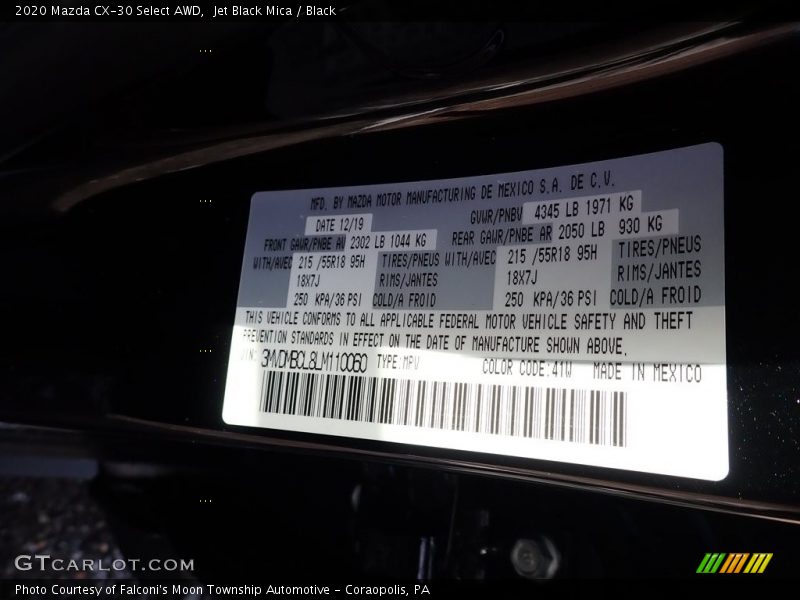 2020 Mazda CX-30 Select AWD,  Jet Black Mica / Black
MFD. BY MAZDA MOTOR MANUFACTURING DE MEXICO S.A. DE C.V.
DATE 12/19 GVWR/PNBV 4345 LB 1971 KG
FRONT GAWR/PNBE AV 2302 LB 1044 KG REAR GAWR/PNBE AR 2050 LB 930 KG
WITH/AVEC 215 /55R18 95H TIRES/PNEUS WITH/AVEC 215 /55R18 95H TIRES/PNEUS
18X7J RIMS/JANTES 18X7J RIMS/JANTES
250 KPA/36 PSI COLD/A FROID 250 KPA/36 PSI COLD/A FROID
THIS VEHICLE CONFORMS TO ALL APPLICABLE FEDERAL MOTOR VEHICLE SAFETY AND THEFT
PREVENTION STANDARDS IN EFFECT ON THE DATE OF MANUFACTURE SHOWN ABOVE.
VIN: 3MVDMBCL8LM110060 TYPE:MPV COLOR CODE:41W MADE IN MEXICO
GTCARLOT.COM
Photo Courtesy of Falconi's Moon Township Automotive - Coraopolis, PA